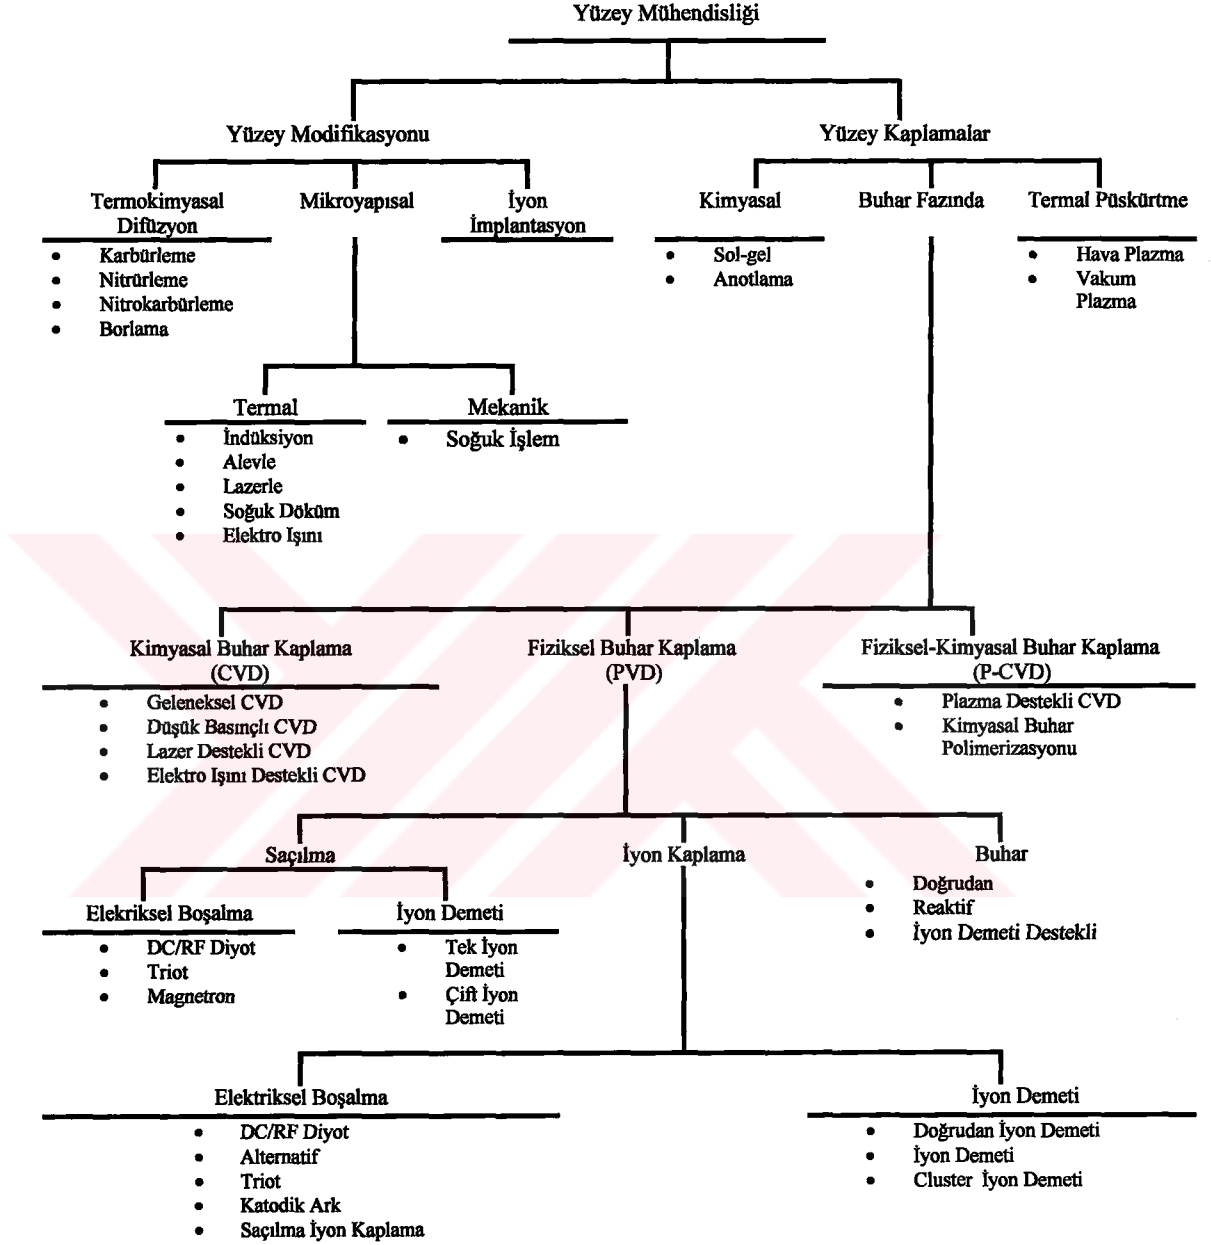 Yüzey Mühendisliği
Yüzey Modifikasyonu
Yüzey Kaplamalar
Termokimyasal
Difüzyon
Mikroyapısal
İyon
İmplantasyon
Kimyasal
Buhar Fazında
Termal Püskürtme
• Karbürleme
• Nitrürleme
• Nitrokarbürleme
• Borlama
• Sol-gel
• Anotlama
• Hava Plazma
• Vakum
Plazma
Termal
Mekanik
• İndüksiyon
• Alevle
• Lazerle
• Soğuk Döküm
• Elektro Işını
• Soğuk İşlem
Kimyasal Buhar Kaplama
(CVD)
Fiziksel Buhar Kaplama
(PVD)
Fiziksel-Kimyasal Buhar Kaplama
(P-CVD)
• Geleneksel CVD
• Düşük Basınçlı CVD
• Lazer Destekli CVD
• Elektro Işını Destekli CVD
• Plazma Destekli CVD
• Kimyasal Buhar
Polimerizasyonu
Saçılma
İyon Kaplama
Buhar
• Doğrudan
• Reaktif
• İyon Demeti Destekli
Elekriksel Boşalma
İyon Demeti
• DC/RF Diyot
• Triot
• Magnetron
• Tek İyon
Demeti
• Çift İyon
Demeti
Elektriksel Boşalma
İyon Demeti
• DC/RF Diyot
• Alternatif
• Triot
• Katodik Ark
• Saçılma İyon Kaplama
• Doğrudan İyon Demeti
• İyon Demeti
• Cluster İyon Demeti